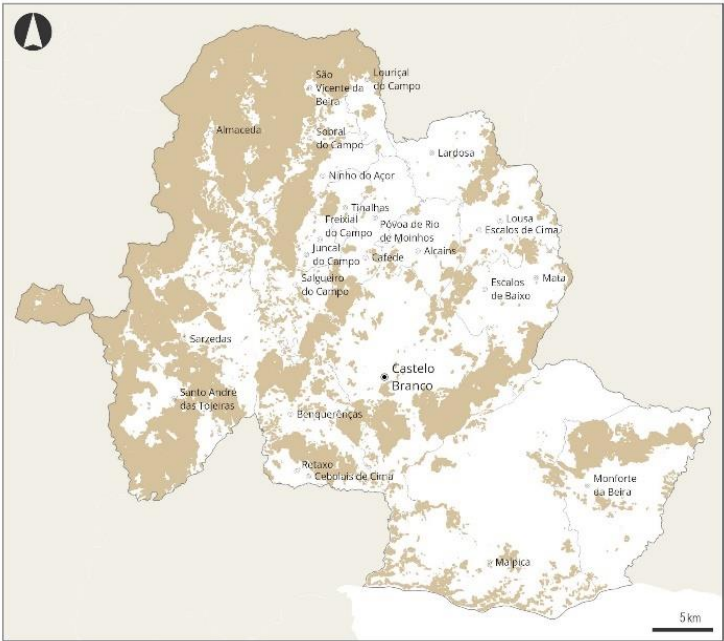 São
Vicente da
Beira
Louriçal
do Campo
Almaceda
Sobral
do Campo
Lardosa
Ninho do Açor
Tinalhas
Freixial
do Campo
Póvoa de Rio
de Moinhos
Lousa
Escalos de Cima
Juncal
do Campo
Cafede
Alcains
Salgueiro
do Campo
Escalos
de Baixo
Mata
Sarzedas
Castelo
Branco
Santo André
das Tojeiras
Benquerenças
Retaxo
Cebolais de Cima
Monforte
da Beira
Malpica
5 km